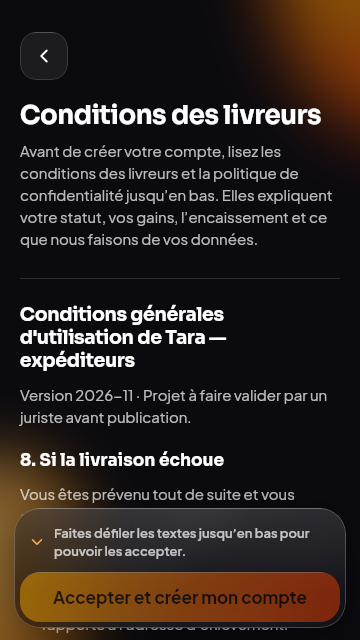 Conditions des livreurs
Avant de créer votre compte, lisez les
conditions des livreurs et la politique de
confidentialité jusqu’en bas. Elles expliquent
votre statut, vos gains, l’encaissement et ce
que nous faisons de vos données.
Conditions générales
d'utilisation de Tara —
expéditeurs
Version 2026-11 · Projet à faire valider par un
juriste avant publication.
8. Si la livraison échoue
Vous êtes prévenu tout de suite et vous
Faites défiler les textes jusqu’en bas pour
pouvoir les accepter.
Accepter et créer mon compte